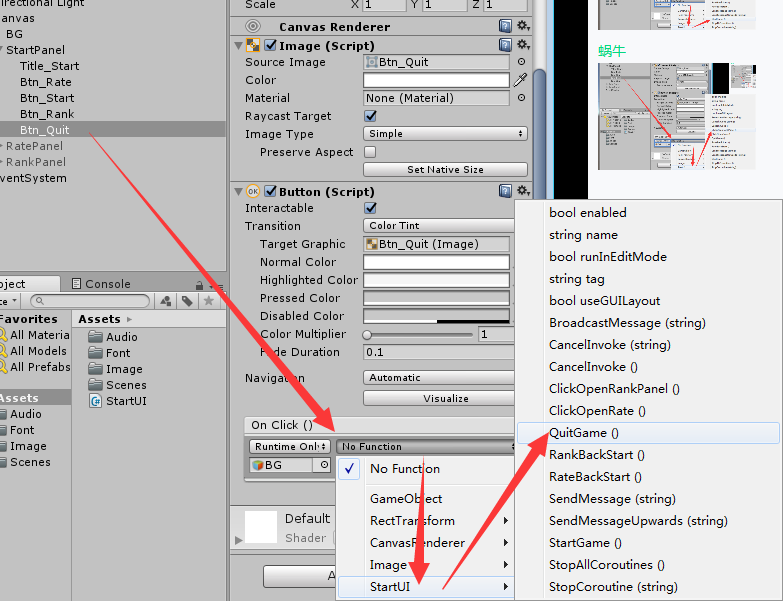 Directional Light
Canvas
BG
StartPanel
Title_Start
Btn_Rate
Btn_Start
Btn_Rank
Btn_Quit
RatePanel
RankPanel
EventSystem
Console
Favorites
All Materia
All Models
All Prefabs
Assets
Audio
Font
Image
Scenes
Assets
Audio
Font
Image
Scenes
StartUI
Scale X 1 Y 1 Z 1
Canvas Renderer
Image (Script)
Source Image Btn_Quit
Color
Material None (Material)
Raycast Target
Image Type Simple
Preserve Aspect
Set Native Size
Button (Script)
Interactable
Transition Color Tint
Target Graphic Btn_Quit (Image)
Normal Color
Highlighted Color
Pressed Color
Disabled Color
Color Multiplier 1
Fade Duration 0.1
Navigation Automatic
Visualize
On Click ()
Runtime Only No Function
BG
Default
Shader
A
No Function
GameObject
RectTransform
CanvasRenderer
Image
StartUI
蜗牛
bool enabled
string name
bool runInEditMode
string tag
bool useGUILayout
BroadcastMessage (string)
CancelInvoke (string)
CancelInvoke ()
ClickOpenRankPanel ()
ClickOpenRate ()
QuitGame ()
RankBackStart ()
RateBackStart ()
SendMessage (string)
SendMessageUpwards (string)
StartGame ()
StopAllCoroutines ()
StopCoroutine (string)